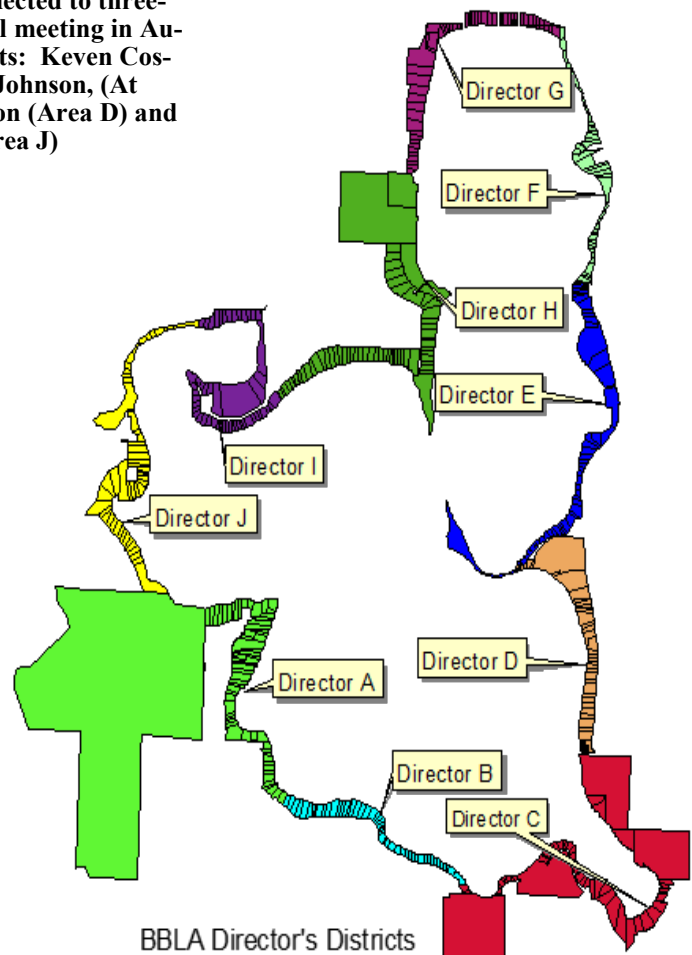 ected to three-
l meeting in Au-
ts: Keven Cos-
Johnson, (At
on (Area D) and
rea J)
Director G
Director F
Director H
Director E
Director I
Director J
Director D
Director A
Director B
Director C
BBLA Director's Districts